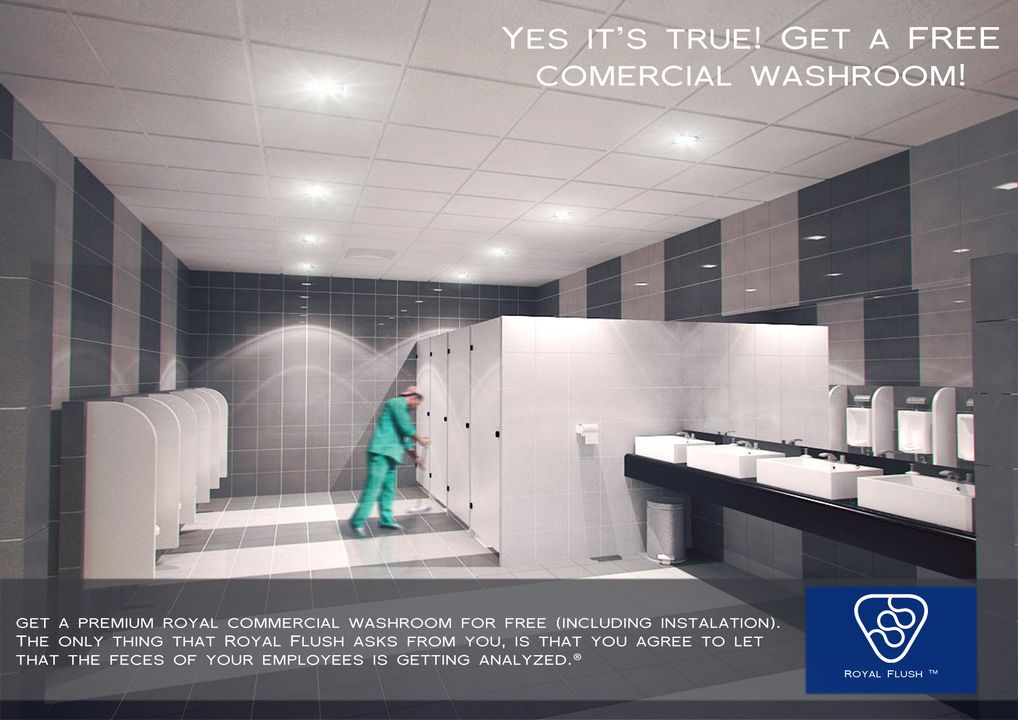 Yes it's true! Get a FREE
comercial washroom!
get a premium royal commercial washroom for free (including instalation).
The only thing that Royal Flush asks from you, is that you agree to let
that the feces of your employees is getting analyzed.®
Royal Flush ™